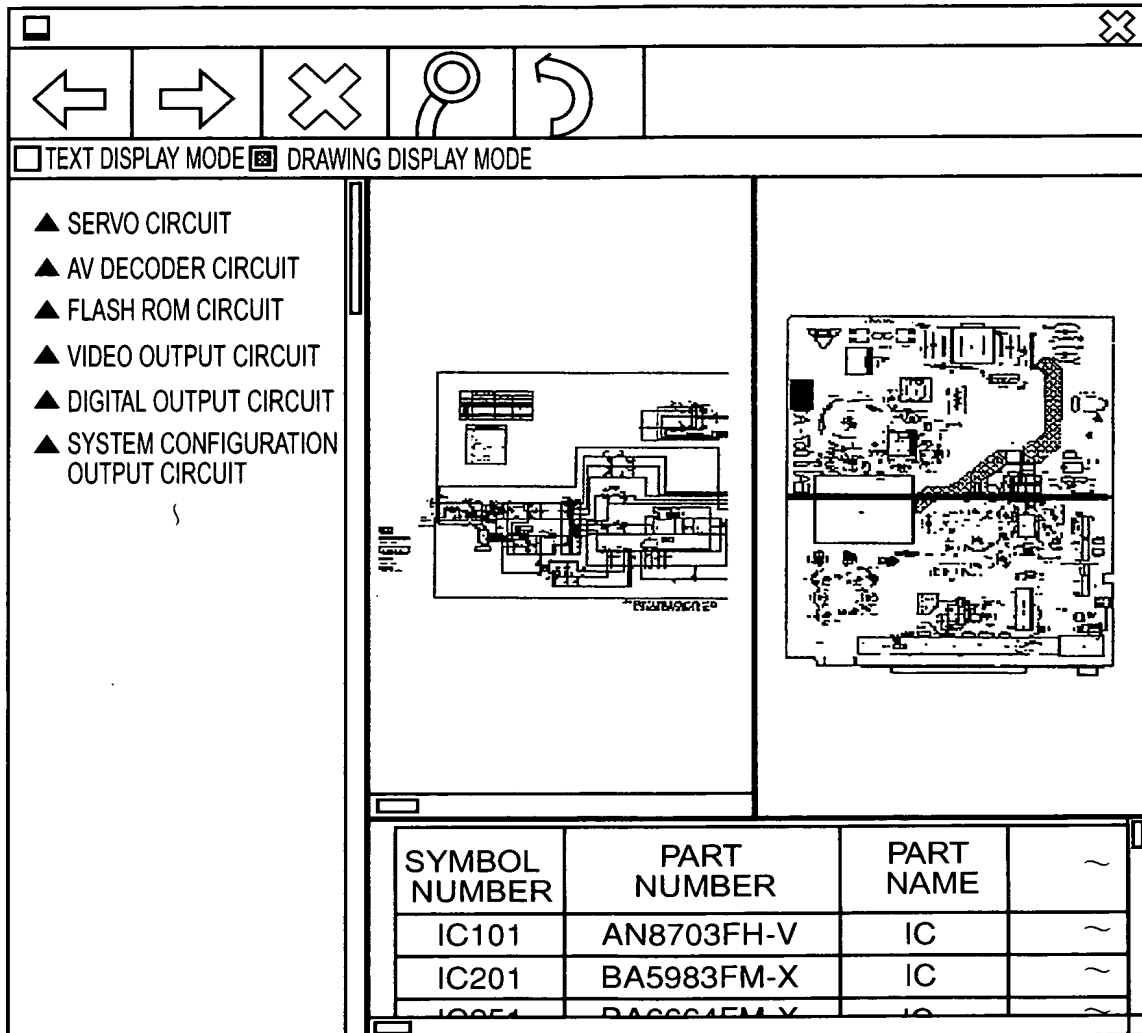 TEXT DISPLAY MODE DRAWING DISPLAY MODE
SERVO CIRCUIT
AV DECODER CIRCUIT
FLASH ROM CIRCUIT
VIDEO OUTPUT CIRCUIT
DIGITAL OUTPUT CIRCUIT
SYSTEM CONFIGURATION
OUTPUT CIRCUIT
SYMBOL NUMBER PART NUMBER PART NAME ~
IC101 AN8703FH-V IC ~
IC201 BA5983FM-X IC ~